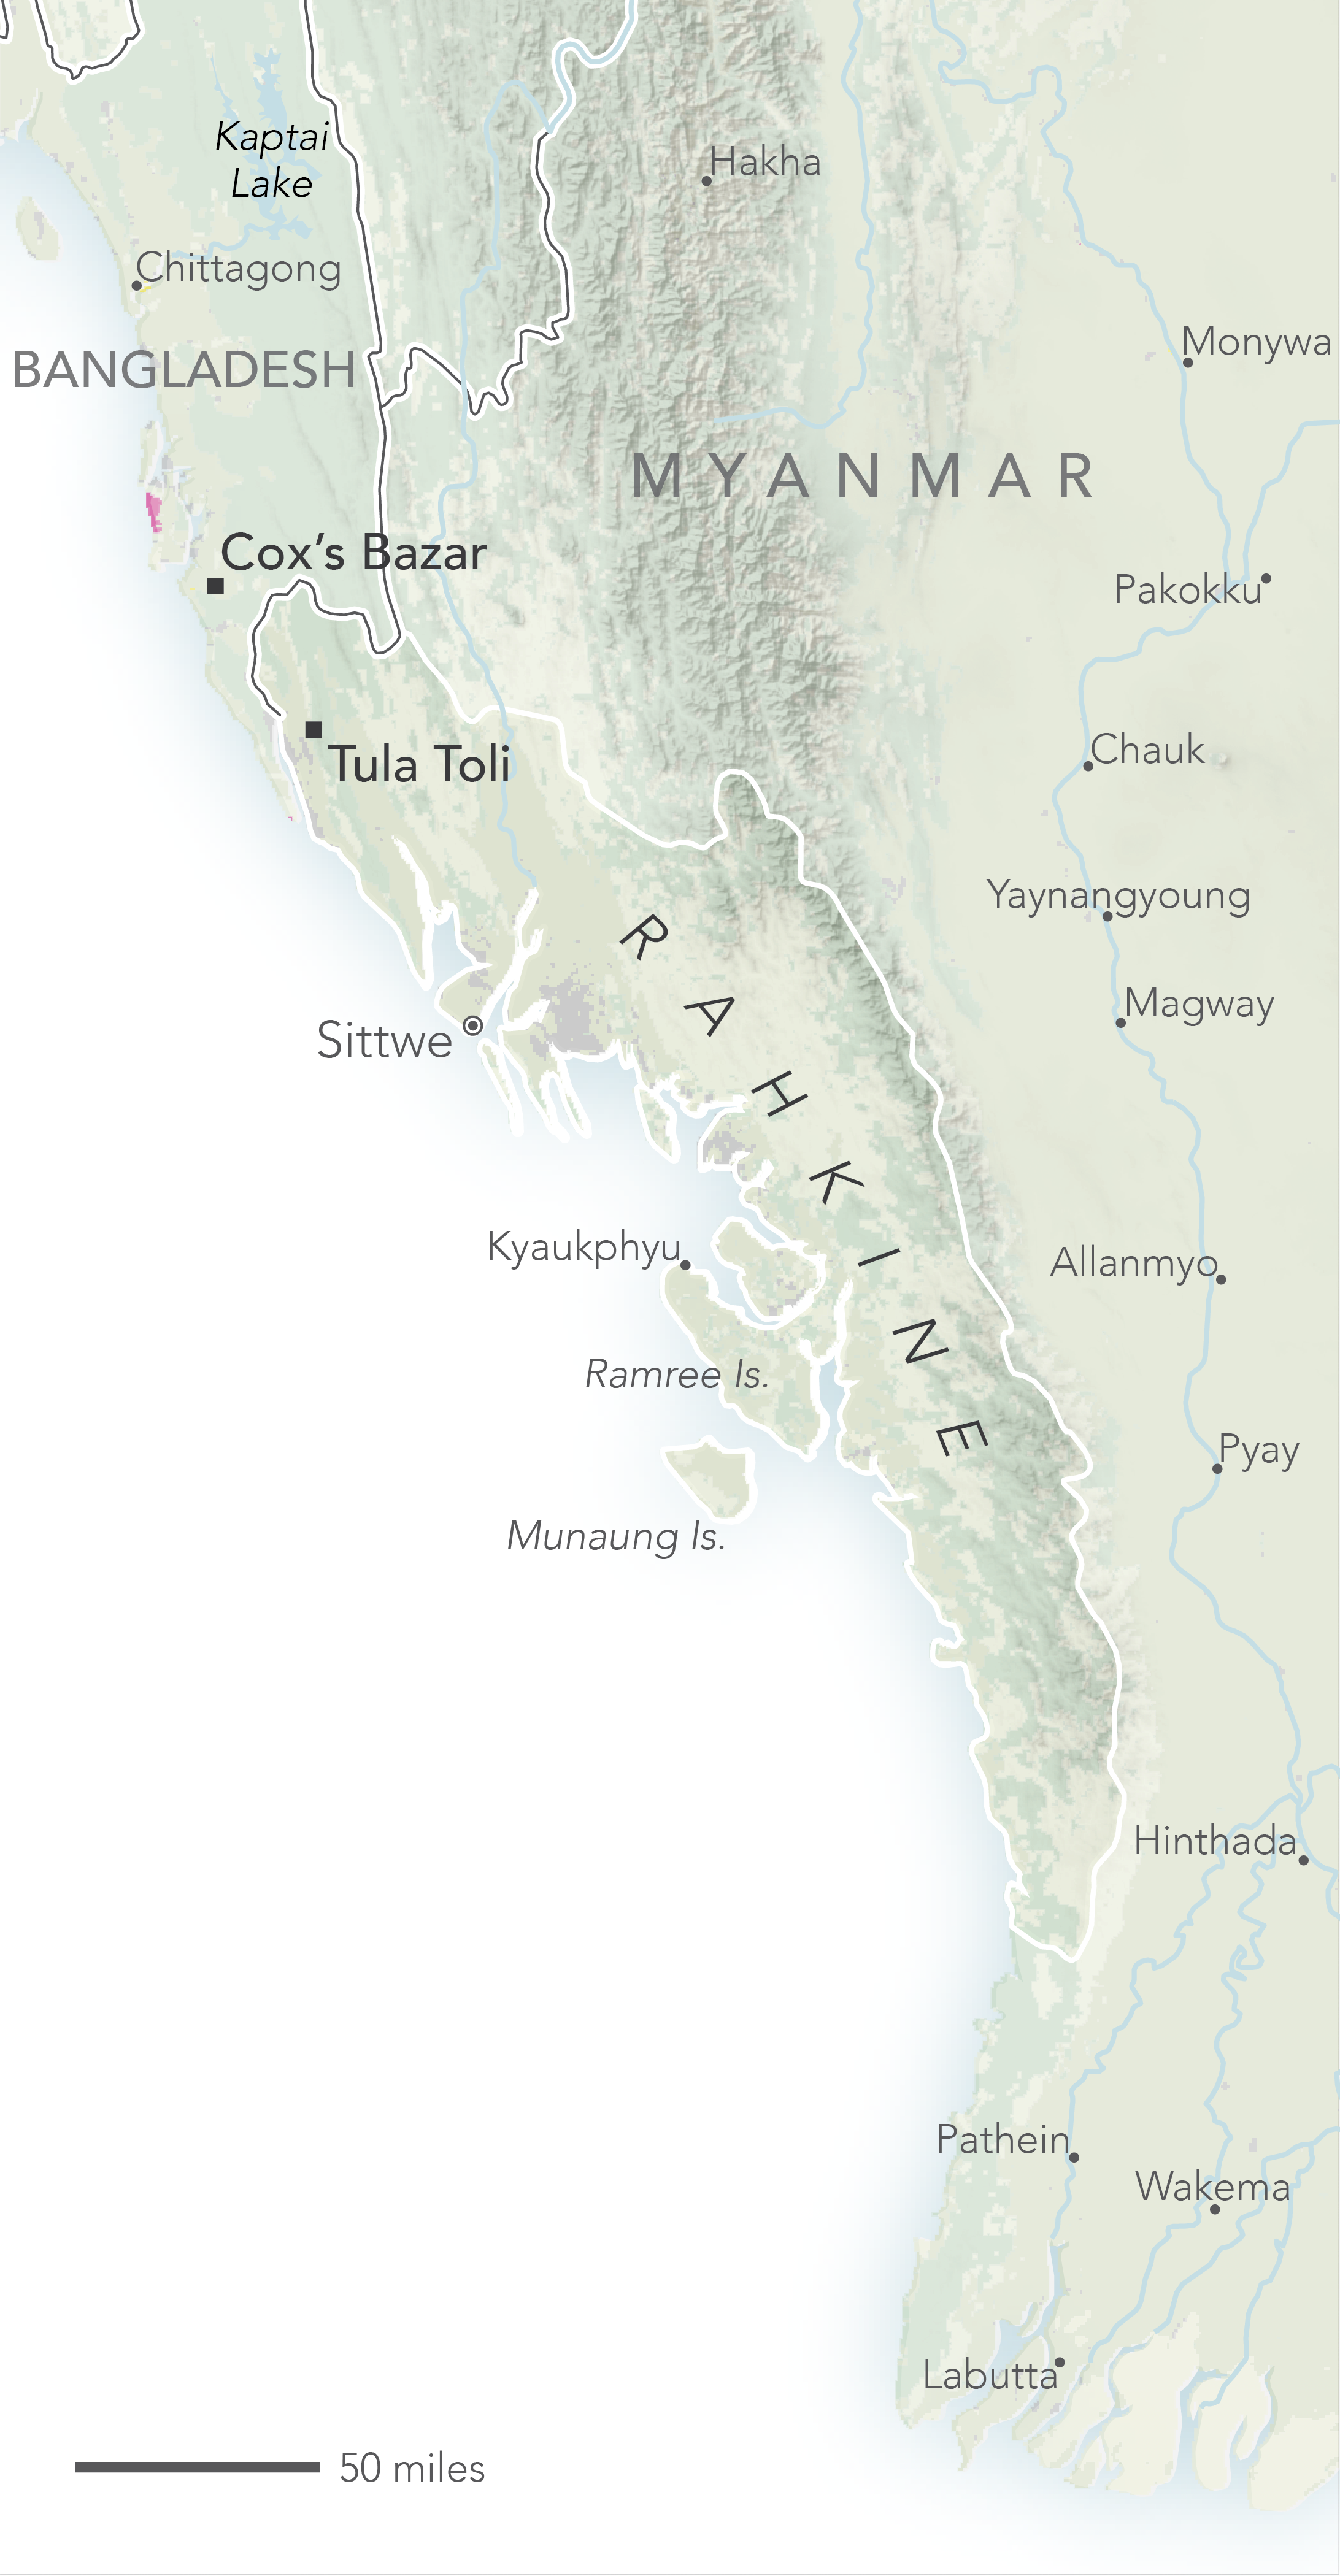 Kaptai
Lake
Hakha
Chittagong
Monywa
BANGLADESH
MYANMAR
Cox’s Bazar
Pakokku
Tula Toli
Chauk
Yaynangyoung
RAHKINE
Magway
Sittwe
Kyaukphyu
Allanmyo
Ramree Is.
Pyay
Munaung Is.
Hinthada
Pathein
Wakema
Labutta
50 miles